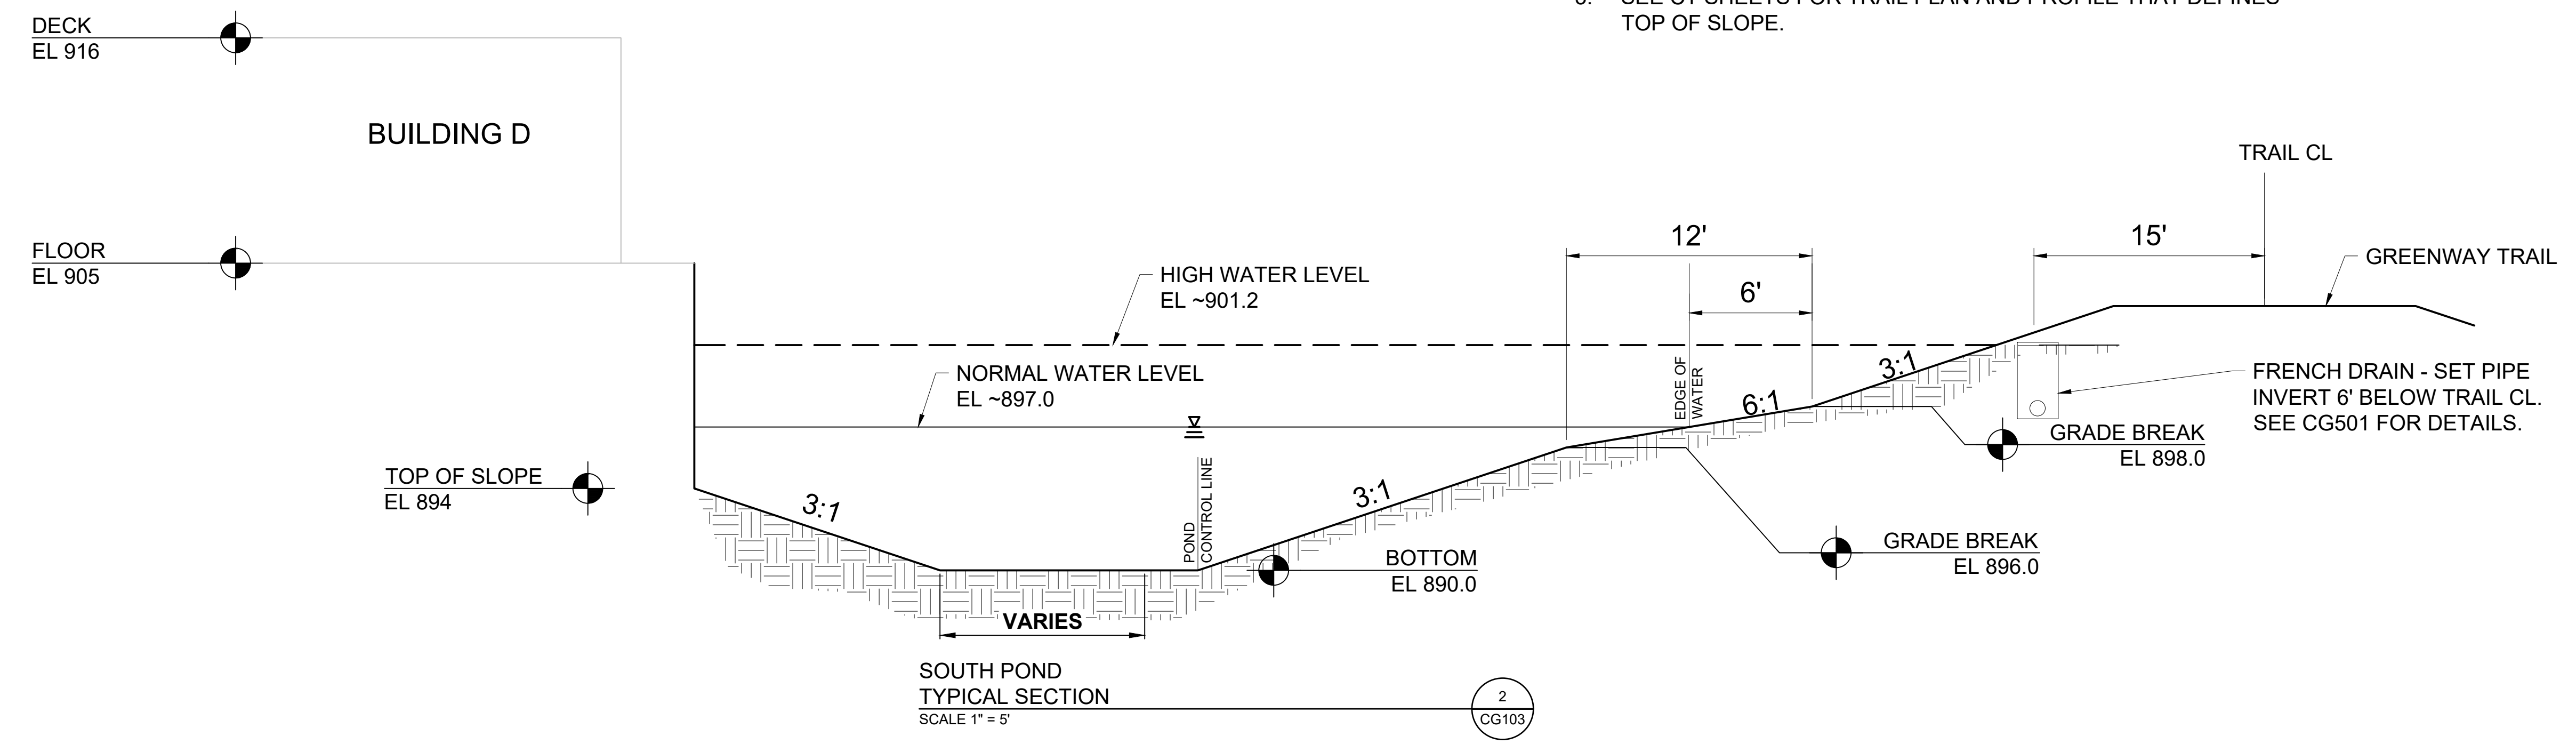 DECK
EL 916
BUILDING D
FLOOR
EL 905
TOP OF SLOPE.
TRAIL CL
12'
15'
6'
GREENWAY TRAIL
HIGH WATER LEVEL
EL ~901.2
NORMAL WATER LEVEL
EL ~897.0
EDGE OF
WATER
3:1
6:1
FRENCH DRAIN - SET PIPE
INVERT 6' BELOW TRAIL CL.
SEE CG501 FOR DETAILS.
GRADE BREAK
EL 898.0
TOP OF SLOPE
EL 894
3:1
POND
CONTROL LINE
3:1
BOTTOM
EL 890.0
GRADE BREAK
EL 896.0
VARIES
SOUTH POND
TYPICAL SECTION
SCALE 1" = 5'
2
CG103